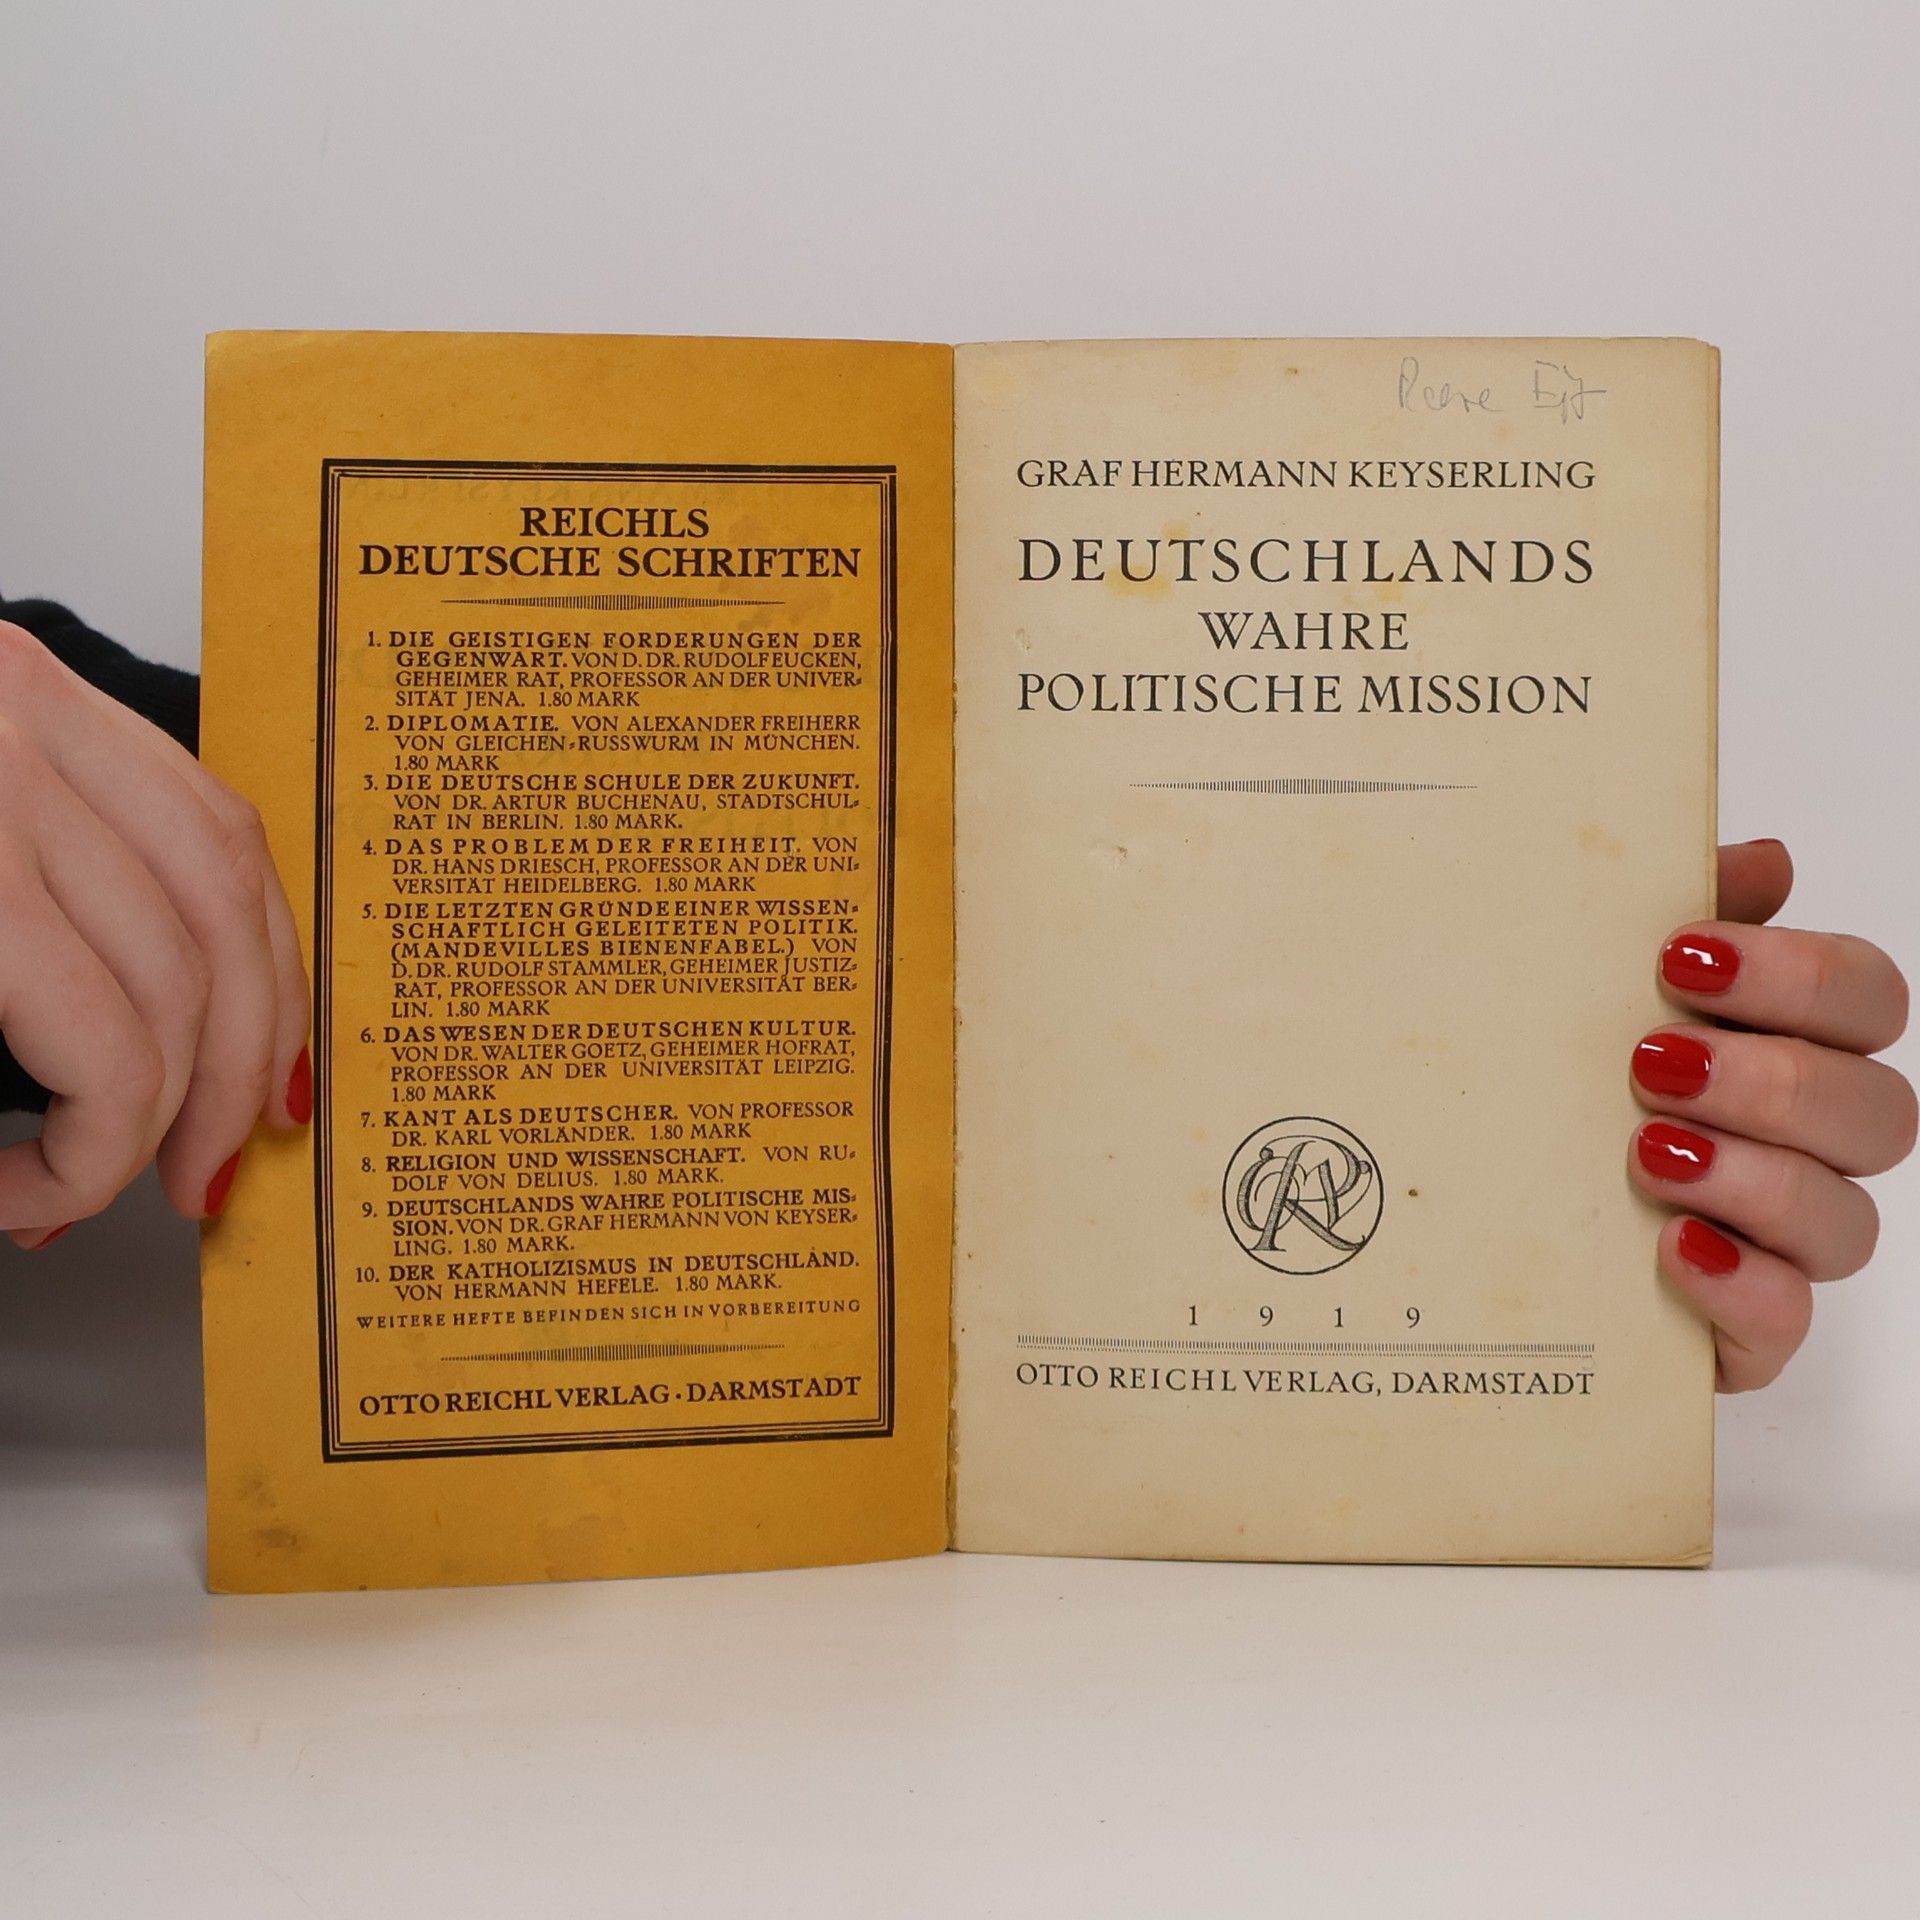 REICHLS
DEUTSCHE SCHRIFTEN
1. DIE GEISTIGEN FORDERUNGEN DER
GEGENWART. VON D. DR. RUDOLF EUCKEN,
GEHEIMER RAT, PROFESSOR AN DER UNIVER=
SITÄT JENA. 1.80 MARK
2. DIPLOMATIE. VON ALEXANDER FREIHERR
VON GLEICHEN=RUSSWURM IN MÜNCHEN.
1.80 MARK
3. DIE DEUTSCHE SCHULE DER ZUKUNFT.
VON DR. ARTUR BUCHENAU, STADTSCHUL=
RAT IN BERLIN. 1.80 MARK.
4. DAS PROBLEM DER FREIHEIT. VON
DR. HANS DRIESCH, PROFESSOR AN DER UNI=
VERSITÄT HEIDELBERG. 1.80 MARK
5. DIE LETZTEN GRÜNDE EINER WISSEN=
SCHAFTLICH GELEITETEN POLITIK.
(MANDEVILLES BIENENFABEL.) VON
D. DR. RUDOLF STAMMLER, GEHEIMER JUSTIZ=
RAT, PROFESSOR AN DER UNIVERSITÄT BER=
LIN. 1.80 MARK
6. DAS WESEN DER DEUTSCHEN KULTUR.
VON DR. WALTER GOETZ, GEHEIMER HOFRAT,
PROFESSOR AN DER UNIVERSITÄT LEIPZIG.
1.80 MARK
7. KANT ALS DEUTSCHER. VON PROFESSOR
DR. KARL VORLÄNDER. 1.80 MARK
8. RELIGION UND WISSENSCHAFT. VON RU=
DOLF VON DELIUS. 1.80 MARK.
9. DEUTSCHLANDS WAHRE POLITISCHE MIS=
SION. VON DR. GRAF HERMANN VON KEYSER=
LING. 1.80 MARK.
10. DER KATHOLIZISMUS IN DEUTSCHLAND.
VON HERMANN HEFELE. 1.80 MARK.
WEITERE HEFTE BEFINDEN SICH IN VORBEREITUNG
OTTO REICHL VERLAG · DARMSTADT
GRAF HERMANN KEYSERLING
DEUTSCHLANDS
WAHRE
POLITISCHE MISSION
1919
OTTO REICHL VERLAG, DARMSTADT